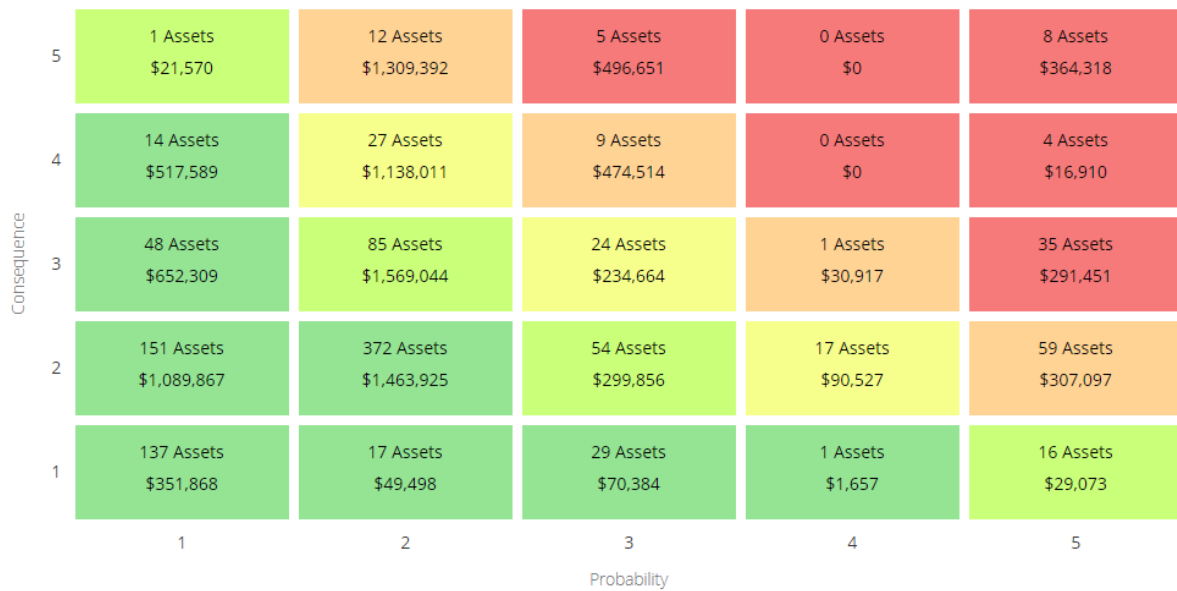 5
1 Assets
$21,570
12 Assets
$1,309,392
5 Assets
$496,651
0 Assets
$0
8 Assets
$364,318
4
14 Assets
$517,589
27 Assets
$1,138,011
9 Assets
$474,514
0 Assets
$0
4 Assets
$16,910
Consequence
3
48 Assets
$652,309
85 Assets
$1,569,044
24 Assets
$234,664
1 Assets
$30,917
35 Assets
$291,451
2
151 Assets
$1,089,867
372 Assets
$1,463,925
54 Assets
$299,856
17 Assets
$90,527
59 Assets
$307,097
1
137 Assets
$351,868
17 Assets
$49,498
29 Assets
$70,384
1 Assets
$1,657
16 Assets
$29,073
1
2
3
4
5
Probability